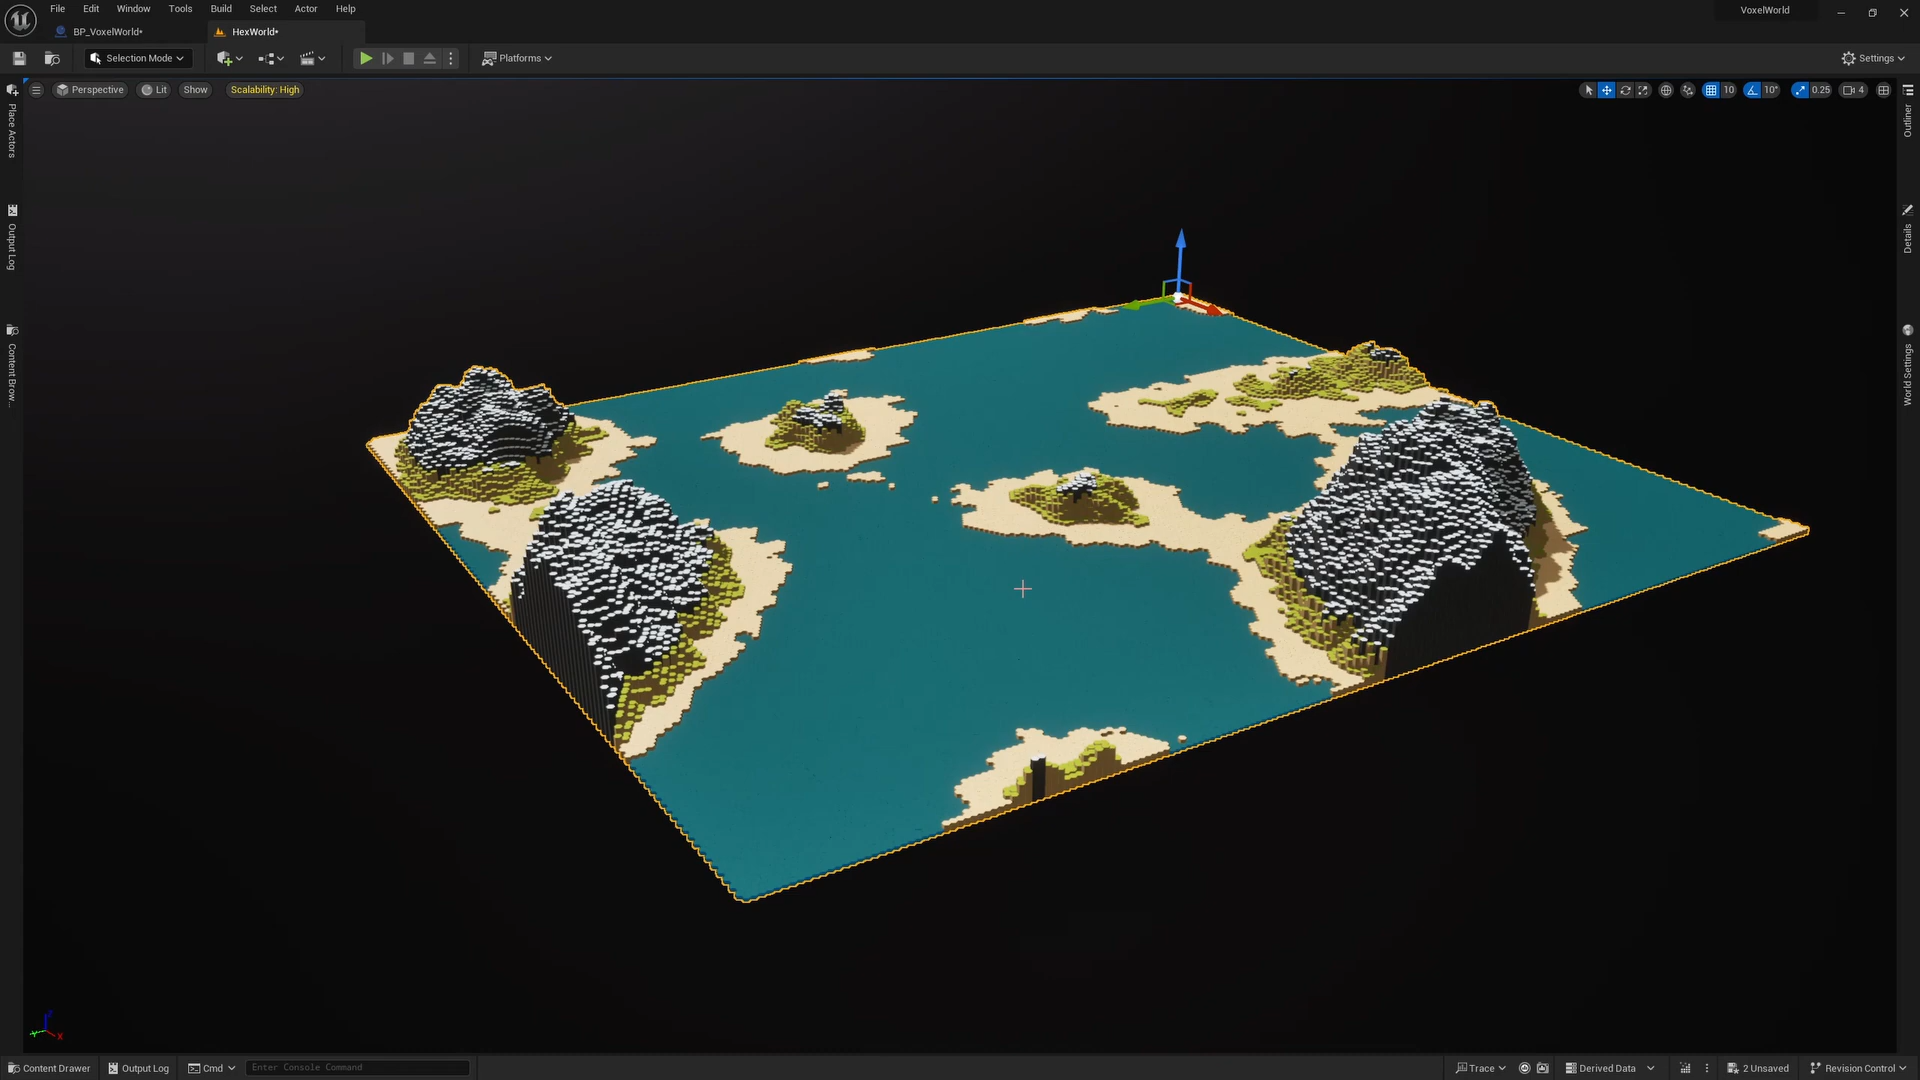 File Edit Window Tools Build Select Actor Help
VoxelWorld
BP_VoxelWorld*
HexWorld*
Selection Mode
Platforms
Settings
Perspective
Lit
Show
Scalability: High
10
10°
0.25
4
Place Actors
Output Log
Content Brow...
Outliner
Details
World Settings
Content Drawer
Output Log
Cmd
Enter Console Command
Trace
Derived Data
2 Unsaved
Revision Control
Z
Y
X